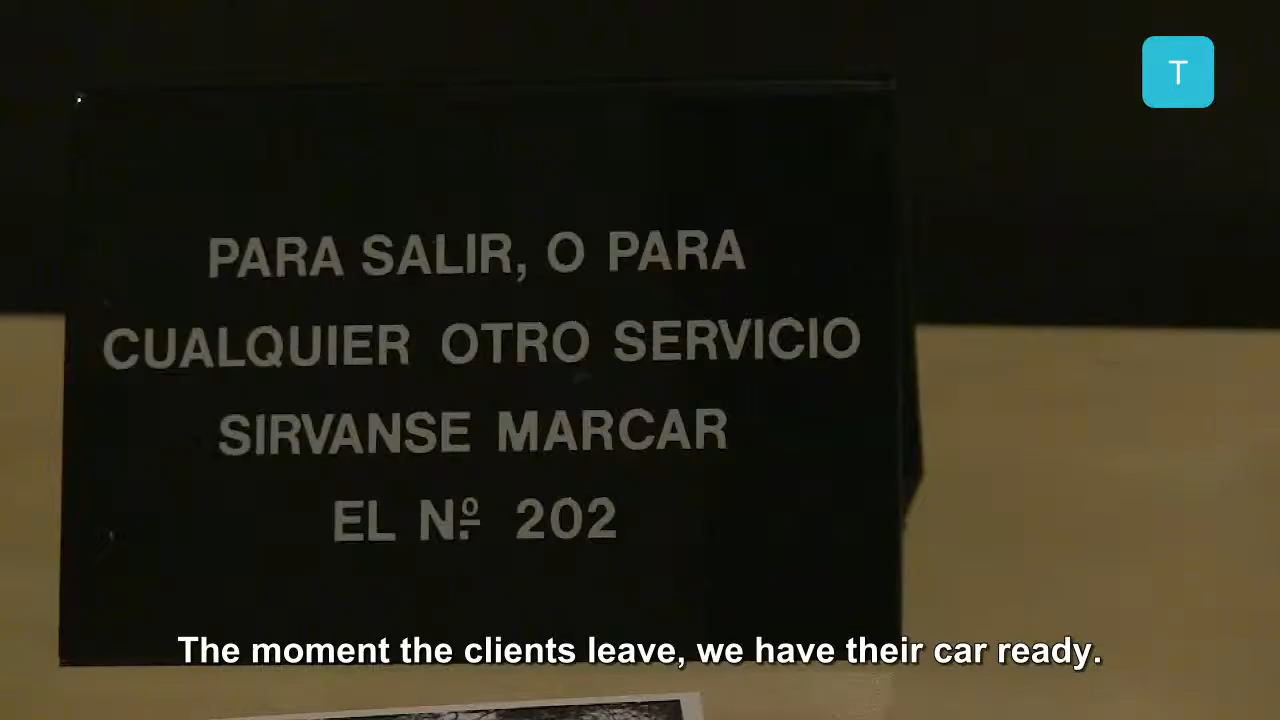 T
PARA SALIR, O PARA
CUALQUIER OTRO SERVICIO
SIRVANSE MARCAR
EL Nº 202
The moment the clients leave, we have their car ready.